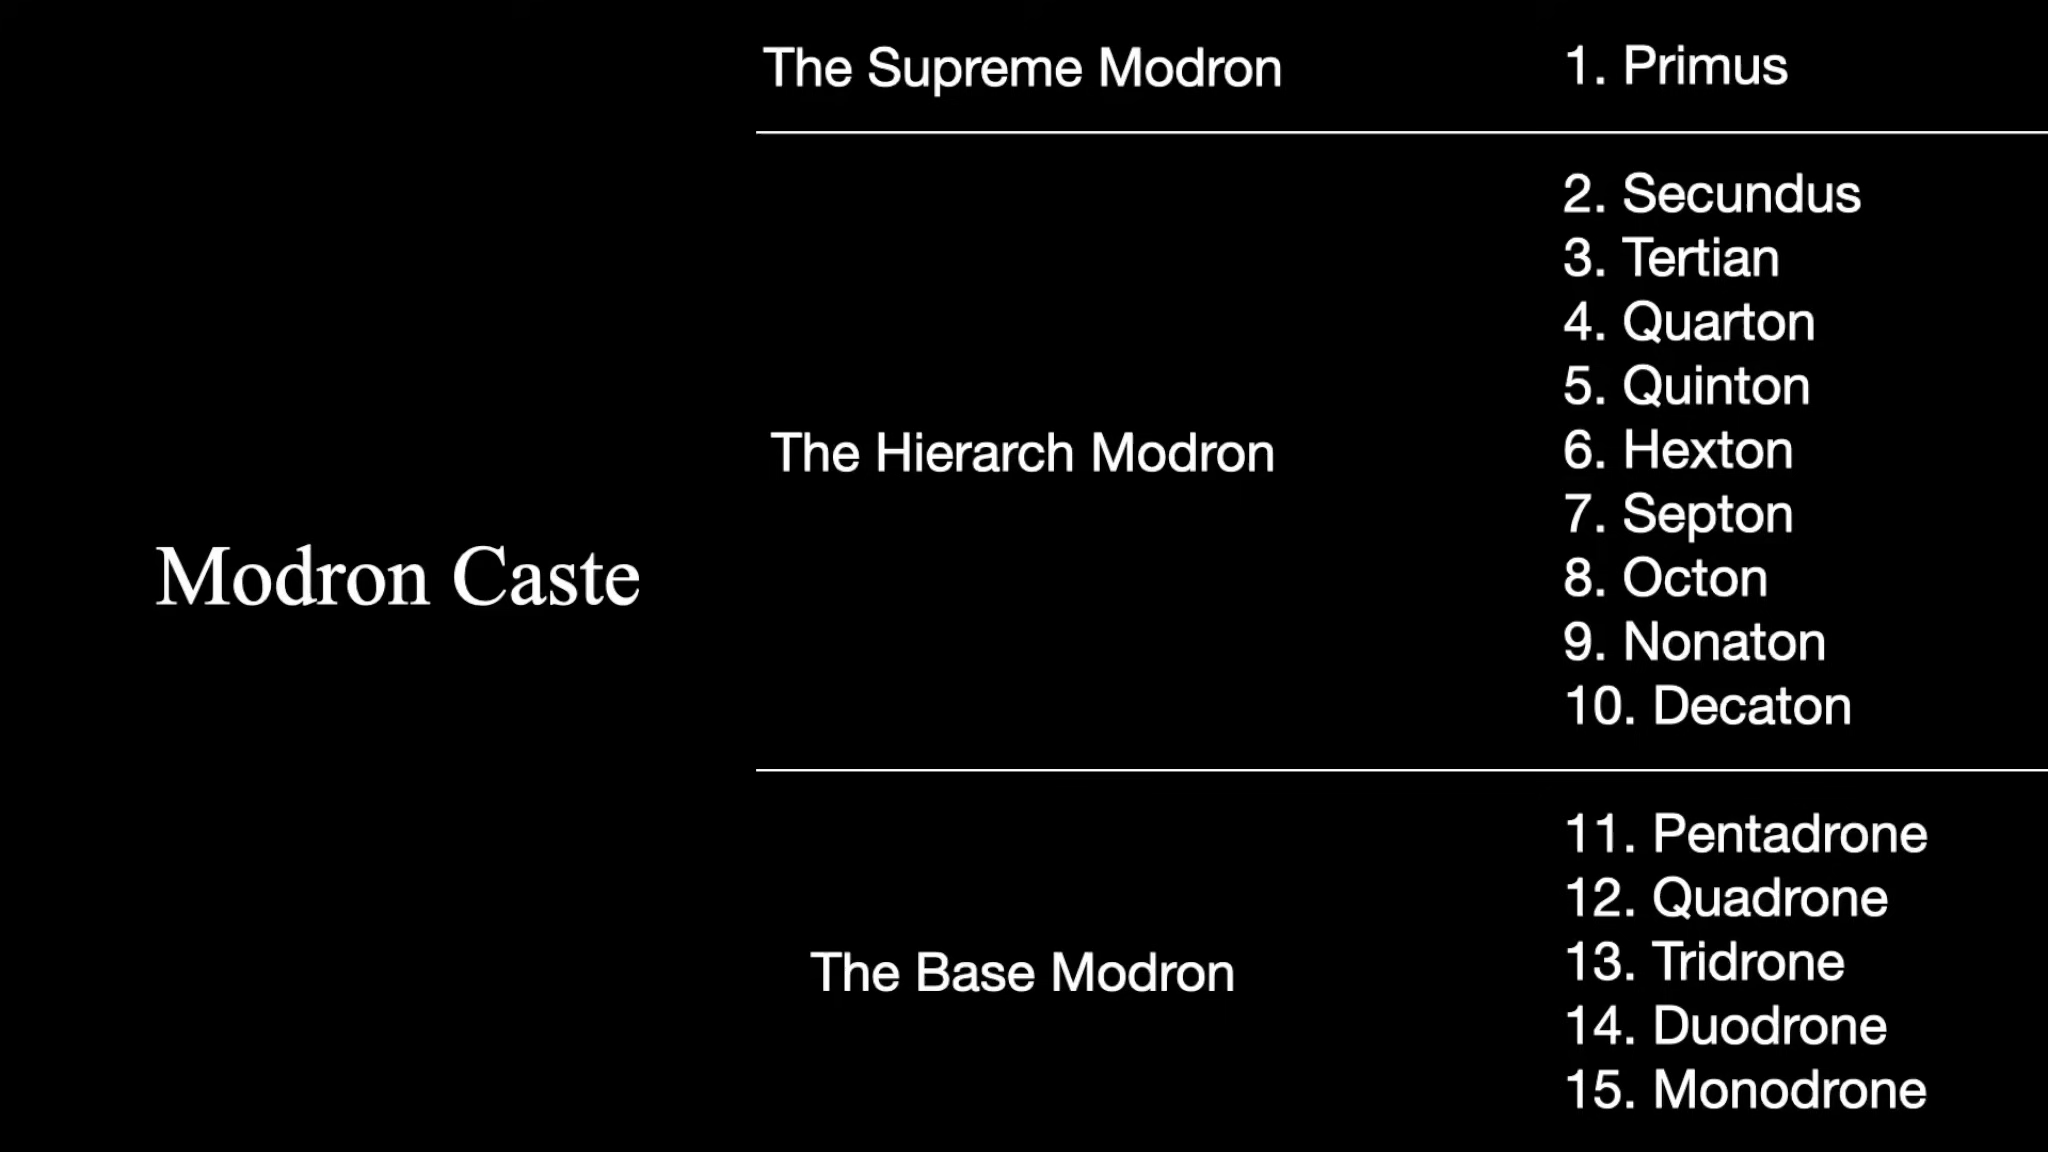 Modron Caste
The Supreme Modron
1. Primus
The Hierarch Modron
2. Secundus
3. Tertian
4. Quarton
5. Quinton
6. Hexton
7. Septon
8. Octon
9. Nonaton
10. Decaton
The Base Modron
11. Pentadrone
12. Quadrone
13. Tridrone
14. Duodrone
15. Monodrone